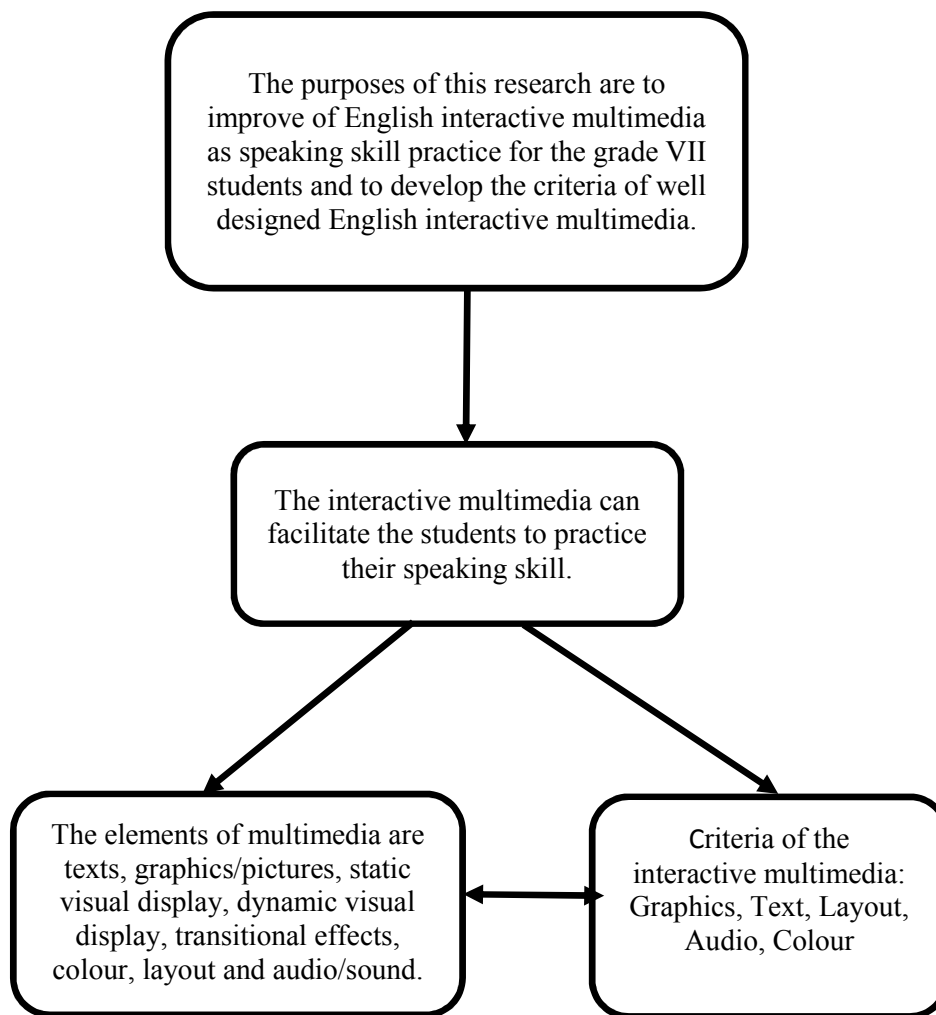 The purposes of this research are to
improve of English interactive multimedia
as speaking skill practice for the grade VII
students and to develop the criteria of well
designed English interactive multimedia.
The interactive multimedia can
facilitate the students to practice
their speaking skill.
The elements of multimedia are
texts, graphics/pictures, static
visual display, dynamic visual
display, transitional effects,
colour, layout and audio/sound.
Criteria of the
interactive multimedia:
Graphics, Text, Layout,
Audio, Colour